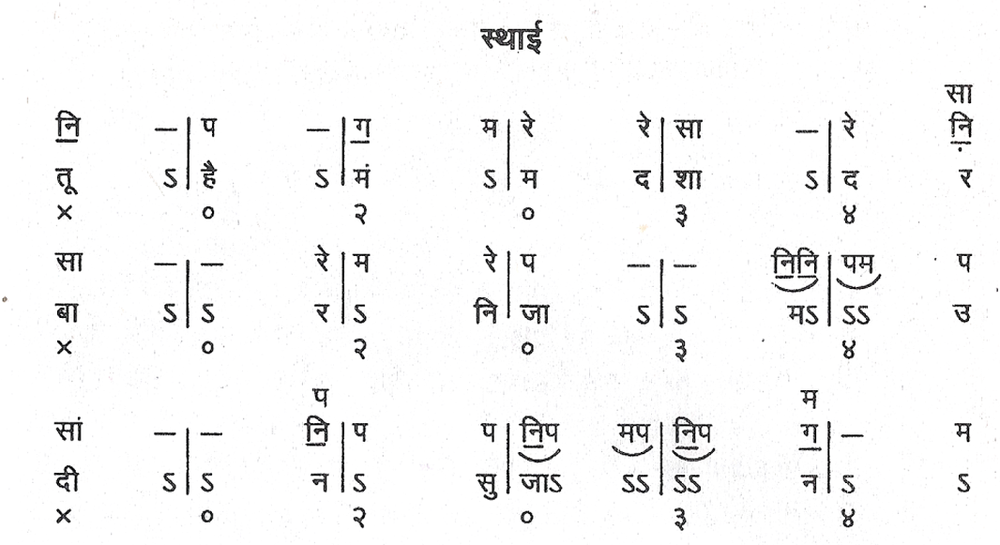 स्थाई
सा
नि̱ — | प — | ग̱ म | रे रे | सा — | रे नि̱̣
तू ऽ | है ऽ | मं ऽ | म द | शा ऽ | द र
× ० २ ० ३ ४
सा — | — रे | म रे | प — | — नि̱नि̱ | पम प
बा ऽ | ऽ र | ऽ नि | जा ऽ | ऽ मऽ | ऽऽ उ
× ० २ ० ३ ४
प म
सां — | — नि̱ | प प | नि̱प मप | नि̱प ग̱ | — म
दी ऽ | ऽ न | ऽ सु | जाऽ ऽऽ | ऽऽ न | ऽ ऽ
× ० २ ० ३ ४